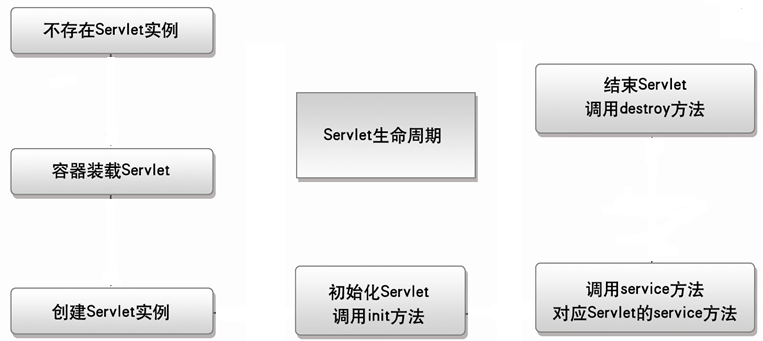 不存在Servlet实例
容器装载Servlet
创建Servlet实例
Servlet生命周期
初始化Servlet
调用init方法
结束Servlet
调用destroy方法
调用service方法
对应Servlet的service方法